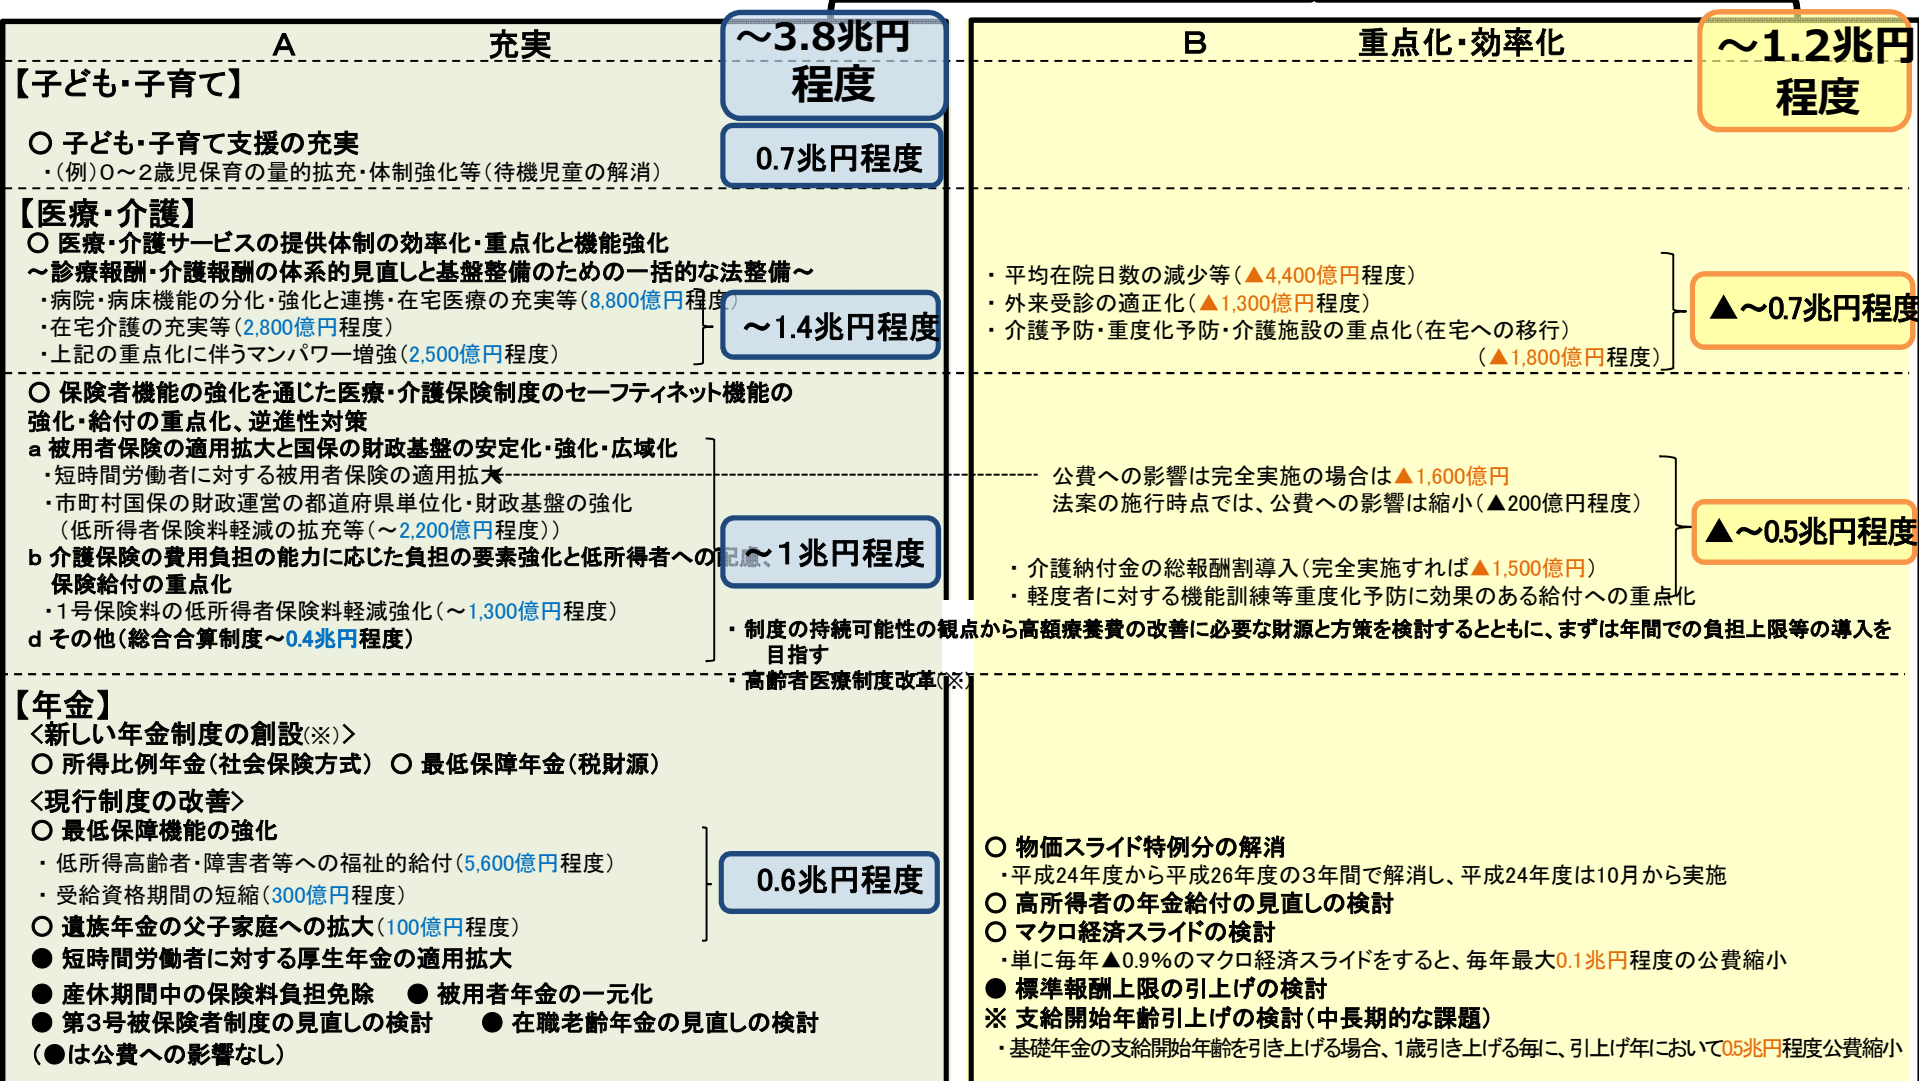 A 充実
～3.8兆円
程度
【子ども・子育て】
○ 子ども・子育て支援の充実
・(例)０～２歳児保育の量的拡充・体制強化等(待機児童の解消)
0.7兆円程度
【医療・介護】
○ 医療・介護サービスの提供体制の効率化・重点化と機能強化
～診療報酬・介護報酬の体系的見直しと基盤整備のための一括的な法整備～
・病院・病床機能の分化・強化と連携・在宅医療の充実等(8,800億円程度)
・在宅介護の充実等(2,800億円程度)
・上記の重点化に伴うマンパワー増強(2,500億円程度)
～1.4兆円程度
○ 保険者機能の強化を通じた医療・介護保険制度のセーフティネット機能の
強化・給付の重点化、逆進性対策
a 被用者保険の適用拡大と国保の財政基盤の安定化・強化・広域化
・短時間労働者に対する被用者保険の適用拡大
・市町村国保の財政運営の都道府県単位化・財政基盤の強化
(低所得者保険料軽減の拡充等(～2,200億円程度))
b 介護保険の費用負担の能力に応じた負担の要素強化と低所得者への配慮、
保険給付の重点化
・１号保険料の低所得者保険料軽減強化(～1,300億円程度)
d その他(総合合算制度～0.4兆円程度)
～１兆円程度
・ 制度の持続可能性の観点から高額療養費の改善に必要な財源と方策を検討するとともに、まずは年間での負担上限等の導入を
目指す
・ 高齢者医療制度改革(※)
【年金】
<新しい年金制度の創設(※)>
○ 所得比例年金(社会保険方式) ○ 最低保障年金(税財源)
<現行制度の改善>
○ 最低保障機能の強化
・ 低所得高齢者・障害者等への福祉的給付(5,600億円程度)
・ 受給資格期間の短縮(300億円程度)
○ 遺族年金の父子家庭への拡大(100億円程度)
0.6兆円程度
● 短時間労働者に対する厚生年金の適用拡大
● 産休期間中の保険料負担免除 ● 被用者年金の一元化
● 第３号被保険者制度の見直しの検討 ● 在職老齢年金の見直しの検討
(●は公費への影響なし)
B 重点化・効率化
～1.2兆円
程度
・ 平均在院日数の減少等(▲4,400億円程度)
・ 外来受診の適正化(▲1,300億円程度)
・ 介護予防・重度化予防・介護施設の重点化(在宅への移行)
(▲1,800億円程度)
▲～0.7兆円程度
公費への影響は完全実施の場合は▲1,600億円
法案の施行時点では、公費への影響は縮小(▲200億円程度)
・ 介護納付金の総報酬割導入(完全実施すれば▲1,500億円)
・ 軽度者に対する機能訓練等重度化予防に効果のある給付への重点化
▲～0.5兆円程度
○ 物価スライド特例分の解消
・平成24年度から平成26年度の３年間で解消し、平成24年度は10月から実施
○ 高所得者の年金給付の見直しの検討
○ マクロ経済スライドの検討
・単に毎年▲0.9%のマクロ経済スライドをすると、毎年最大0.1兆円程度の公費縮小
● 標準報酬上限の引上げの検討
※ 支給開始年齢引上げの検討(中長期的な課題)
・基礎年金の支給開始年齢を引き上げる場合、1歳引き上げる毎に、引上げ年において0.5兆円程度公費縮小